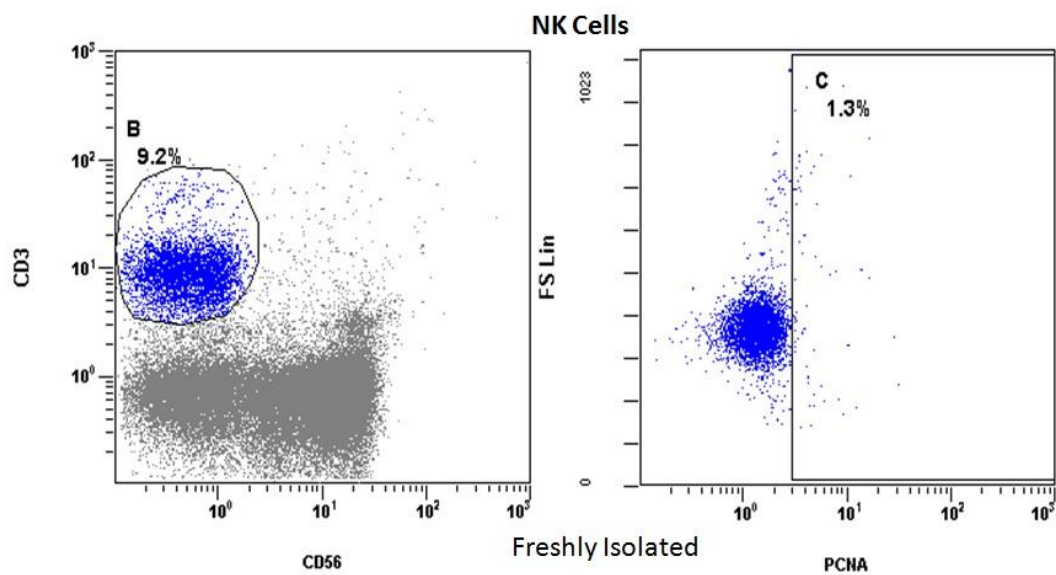 NK Cells
10³
10²
10¹
10⁰
CD3
B
9.2%
10⁰ 10¹ 10² 10³
CD56
1023
0
FS Lin
C
1.3%
10⁰ 10¹ 10² 10³
PCNA
Freshly Isolated